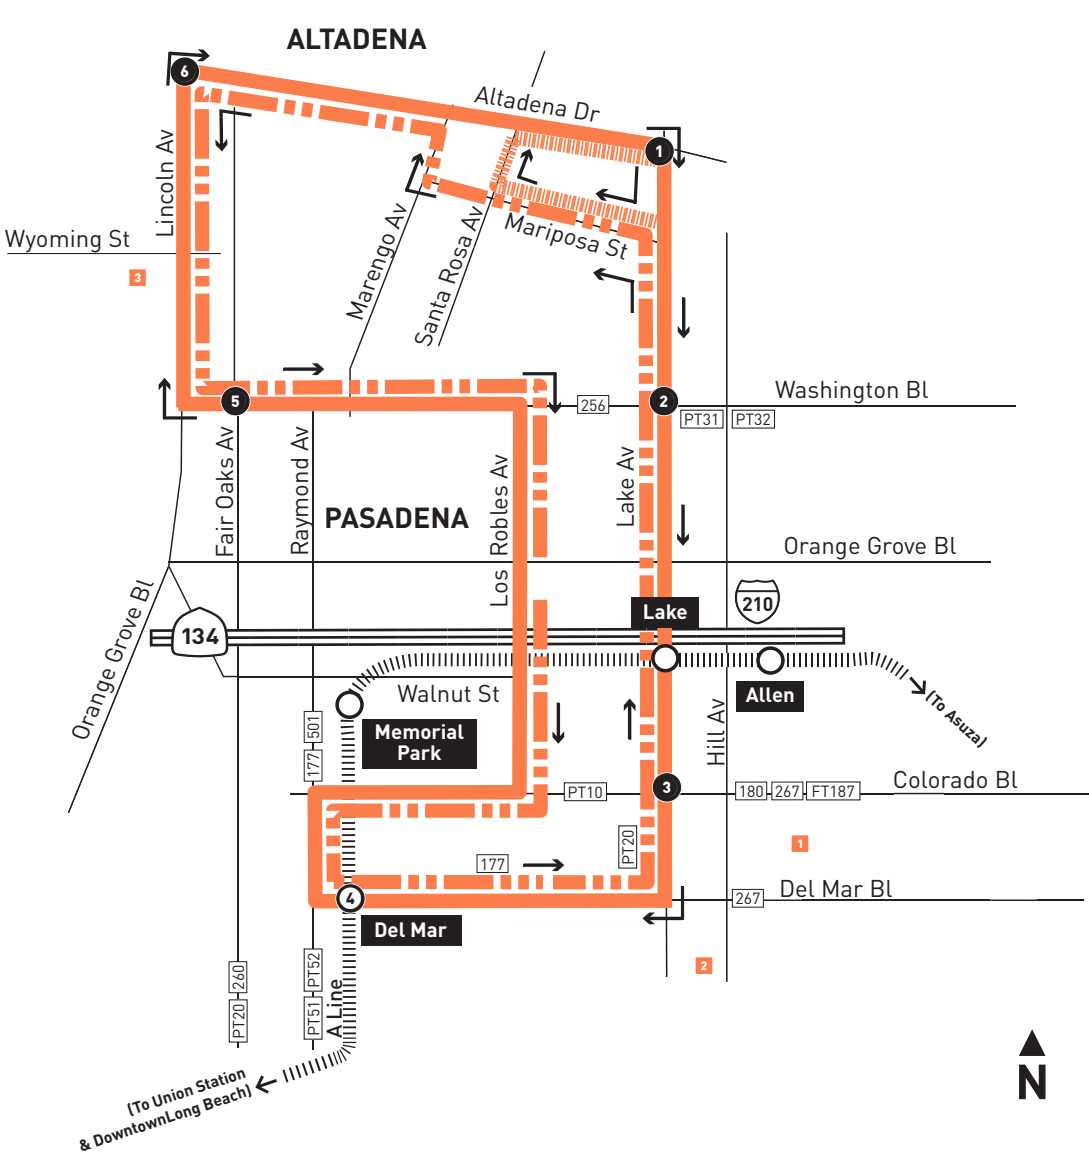 ALTADENA
6
Altadena Dr
1
Lincoln Av
Marengo Av
Santa Rosa Av
Mariposa St
Wyoming St
3
Washington Bl
256
2
5
PT31
PT32
Fair Oaks Av
Raymond Av
PASADENA
Los Robles Av
Lake Av
Orange Grove Bl
Orange Grove Bl
134
Lake
210
Walnut St
Allen
(To Asuza)
Memorial
Park
501
177
Hill Av
Colorado Bl
PT10
3
180
267
FT187
PT20
1
177
4
267
Del Mar Bl
Del Mar
2
260
PT20
PT52
PT51
A Line
(To Union Station
& DowntownLong Beach)
N